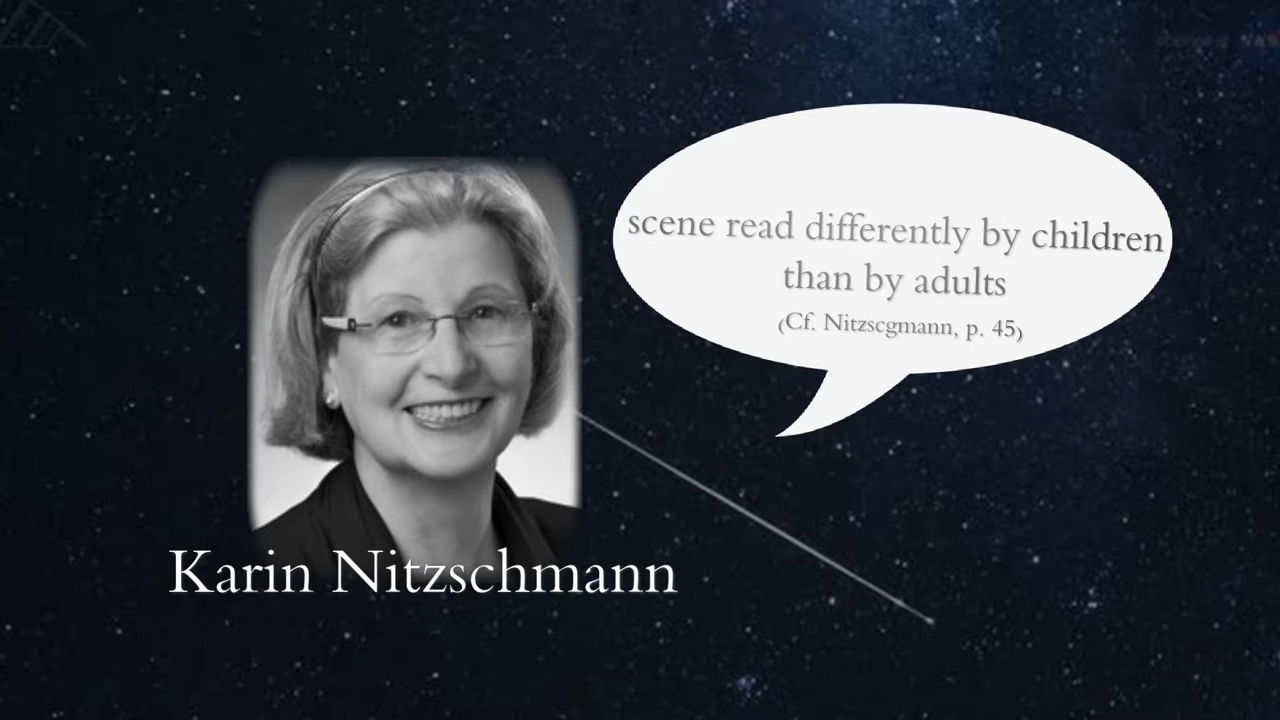 scene read differently by children
than by adults
(Cf. Nitzscgmann, p. 45)
Karin Nitzschmann